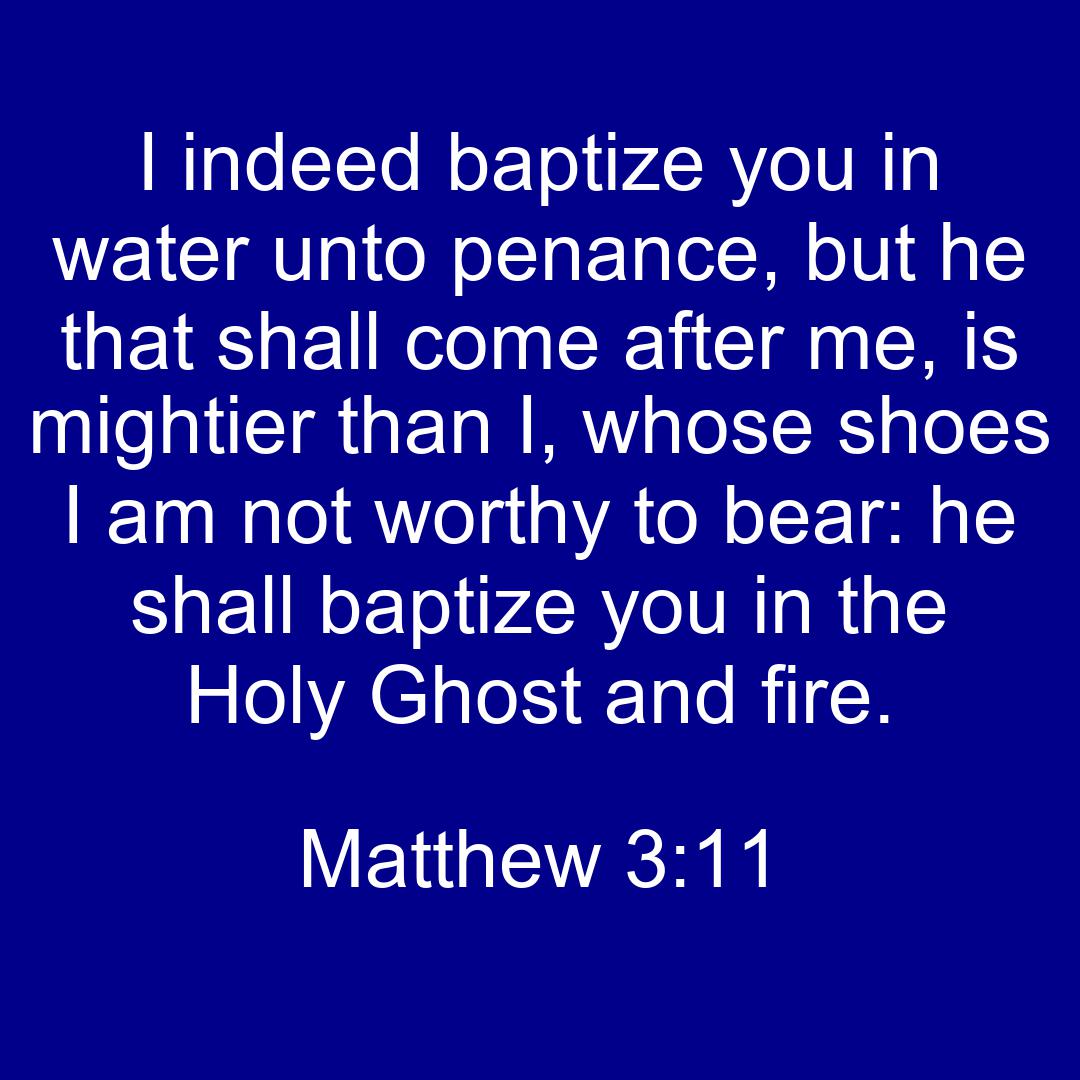 I indeed baptize you in
water unto penance, but he
that shall come after me, is
mightier than I, whose shoes
I am not worthy to bear: he
shall baptize you in the
Holy Ghost and fire.
Matthew 3:11